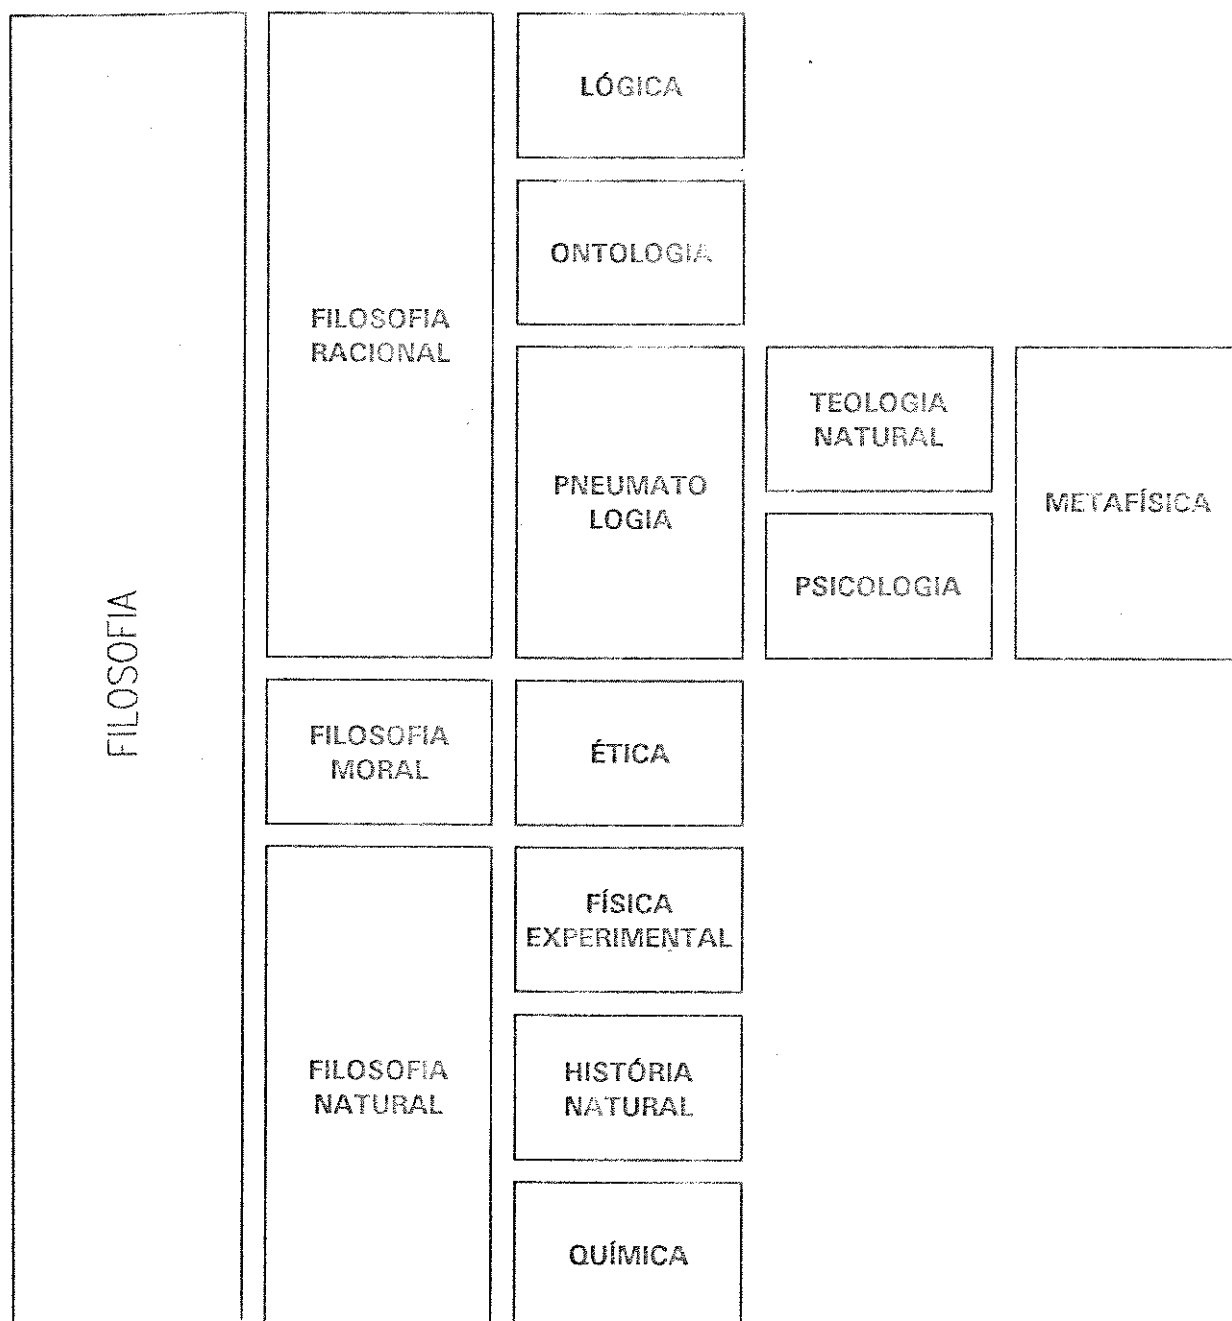 FILOSOFIA
FILOSOFIA
RACIONAL
LÓGICA
ONTOLOGIA
PNEUMATO
LOGIA
TEOLOGIA
NATURAL
PSICOLOGIA
METAFÍSICA
FILOSOFIA
MORAL
ÉTICA
FILOSOFIA
NATURAL
FÍSICA
EXPERIMENTAL
HISTÓRIA
NATURAL
QUÍMICA